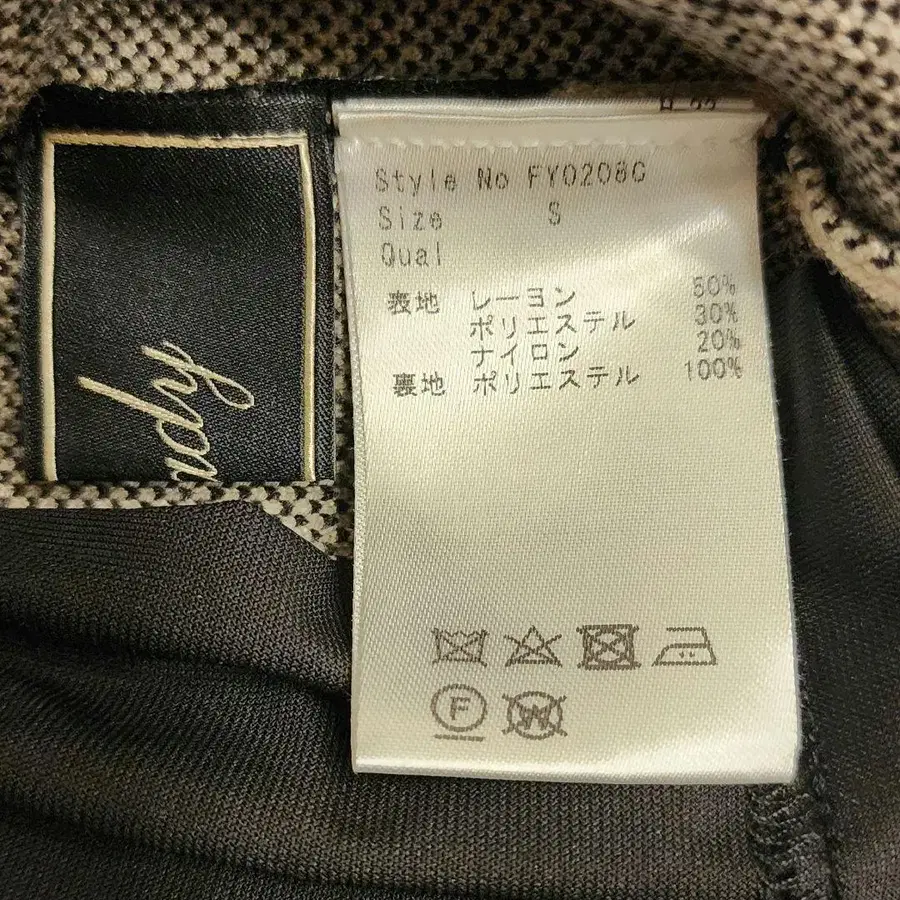 Style No FY0208G
Size S
Qual
表地 レーヨン 50%
ポリエステル 30%
ナイロン 20%
裏地 ポリエステル 100%
F
W